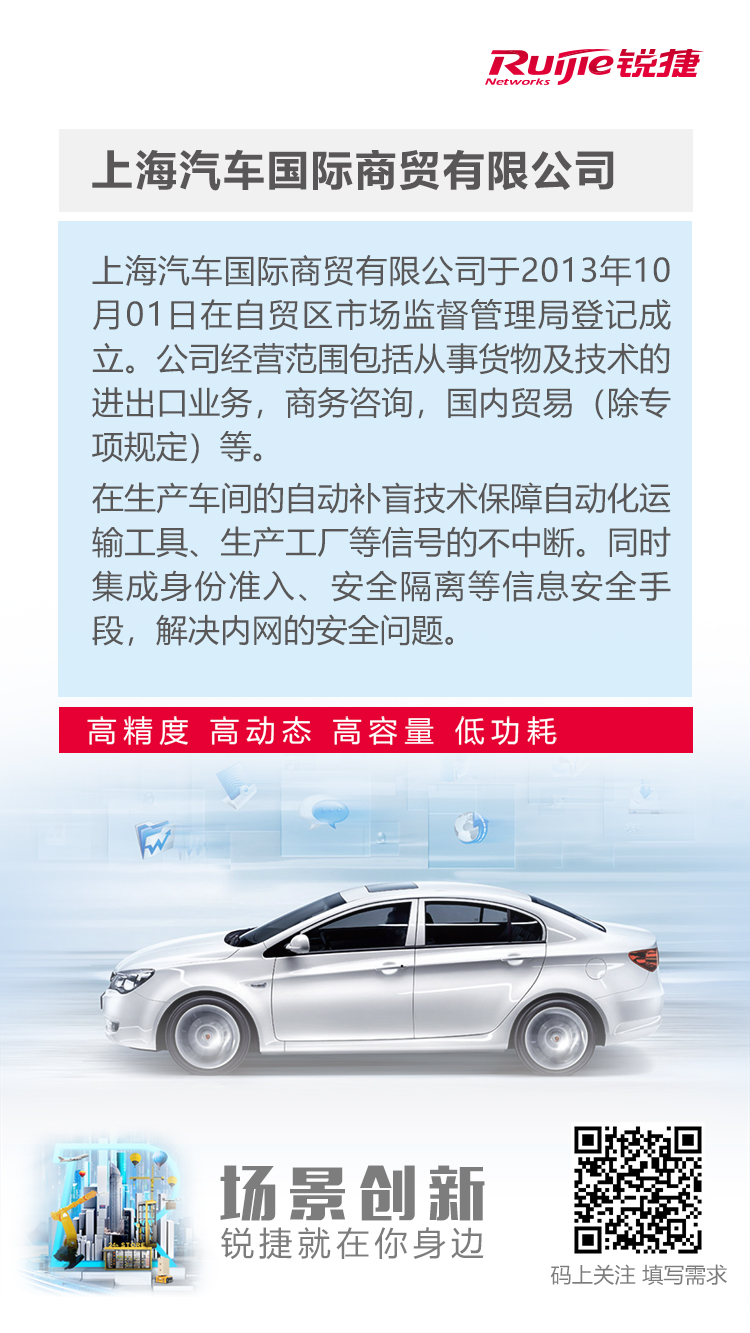 Ruijie锐捷
Networks
上海汽车国际商贸有限公司
上海汽车国际商贸有限公司于2013年10
月01日在自贸区市场监督管理局登记成
立。公司经营范围包括从事货物及技术的
进出口业务，商务咨询，国内贸易（除专
项规定）等。
在生产车间的自动补盲技术保障自动化运
输工具、生产工厂等信号的不中断。同时
集成身份准入、安全隔离等信息安全手
段，解决内网的安全问题。
高精度 高动态 高容量 低功耗
场景创新
锐捷就在你身边
码上关注 填写需求